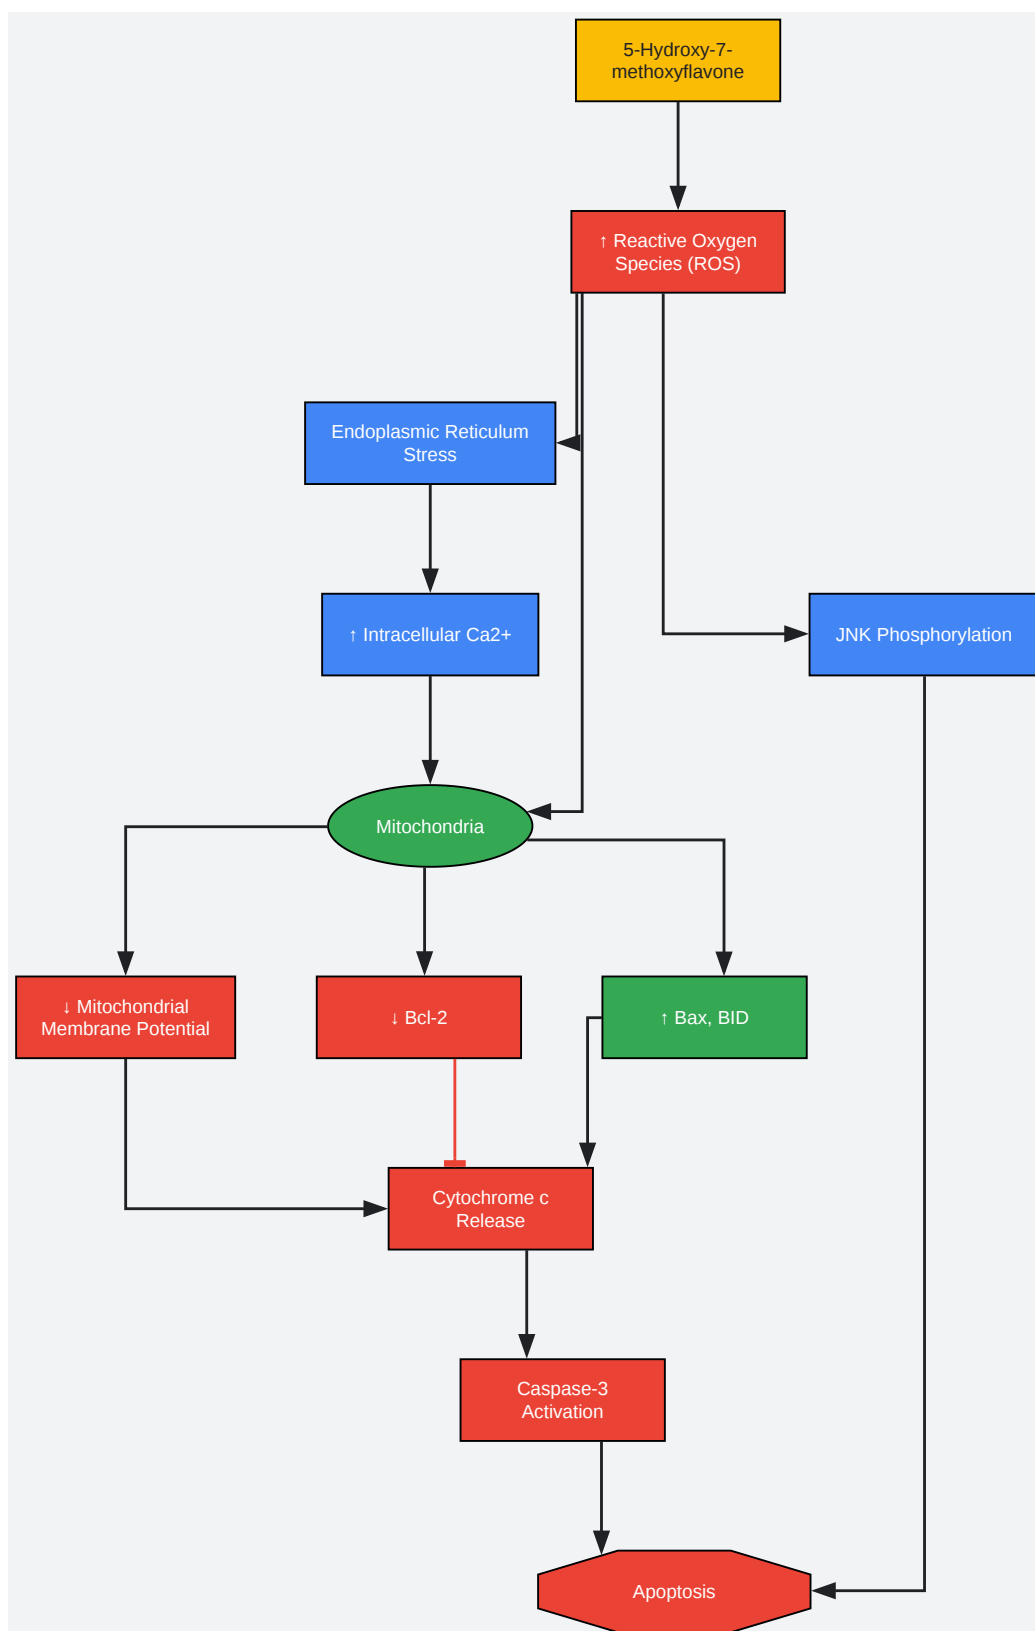 5-Hydroxy-7-
methoxyflavone
↑ Reactive Oxygen
Species (ROS)
Endoplasmic Reticulum
Stress
↑ Intracellular Ca2+
JNK Phosphorylation
Mitochondria
↓ Mitochondrial
Membrane Potential
↓ Bcl-2
↑ Bax, BID
Cytochrome c
Release
Caspase-3
Activation
Apoptosis